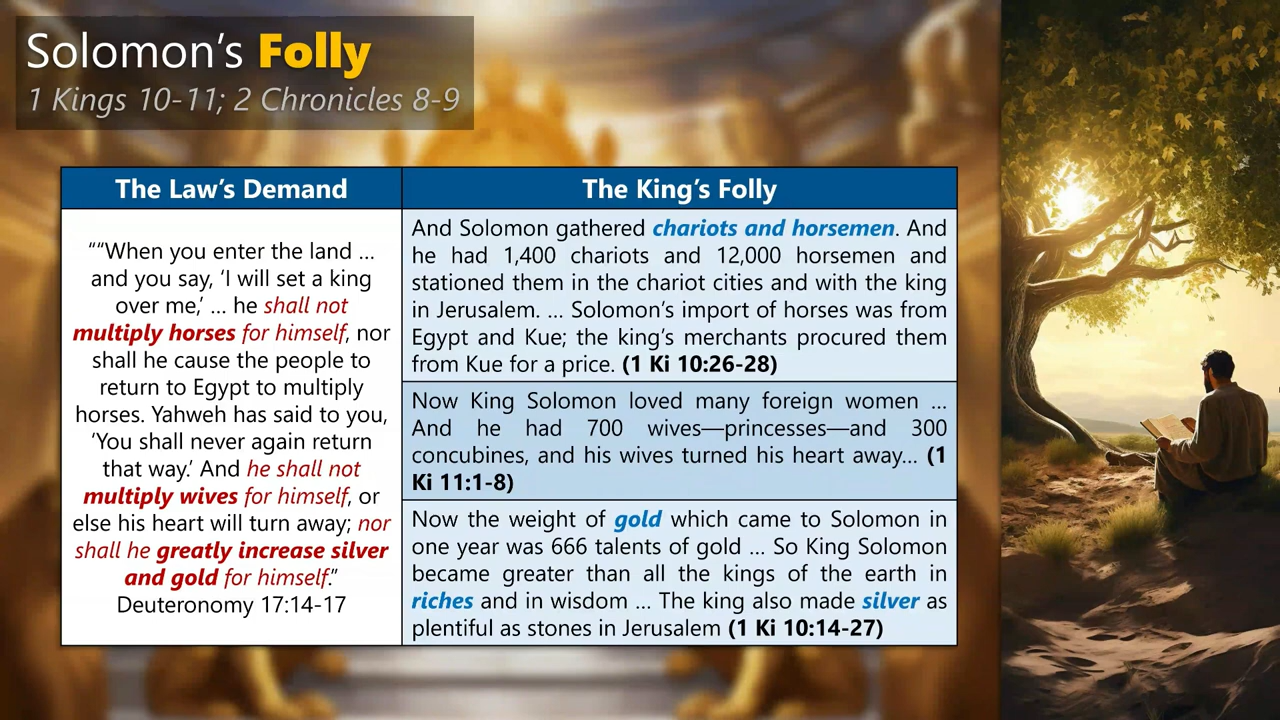 Solomon’s Folly
1 Kings 10-11; 2 Chronicles 8-9
The Law’s Demand
““When you enter the land …
and you say, ‘I will set a king
over me,’ … he shall not
multiply horses for himself, nor
shall he cause the people to
return to Egypt to multiply
horses. Yahweh has said to you,
‘You shall never again return
that way.’ And he shall not
multiply wives for himself, or
else his heart will turn away; nor
shall he greatly increase silver
and gold for himself.”
Deuteronomy 17:14-17
The King’s Folly
And Solomon gathered chariots and horsemen. And
he had 1,400 chariots and 12,000 horsemen and
stationed them in the chariot cities and with the king
in Jerusalem. … Solomon’s import of horses was from
Egypt and Kue; the king’s merchants procured them
from Kue for a price. (1 Ki 10:26-28)
Now King Solomon loved many foreign women …
And he had 700 wives—princesses—and 300
concubines, and his wives turned his heart away… (1
Ki 11:1-8)
Now the weight of gold which came to Solomon in
one year was 666 talents of gold … So King Solomon
became greater than all the kings of the earth in
riches and in wisdom … The king also made silver as
plentiful as stones in Jerusalem (1 Ki 10:14-27)